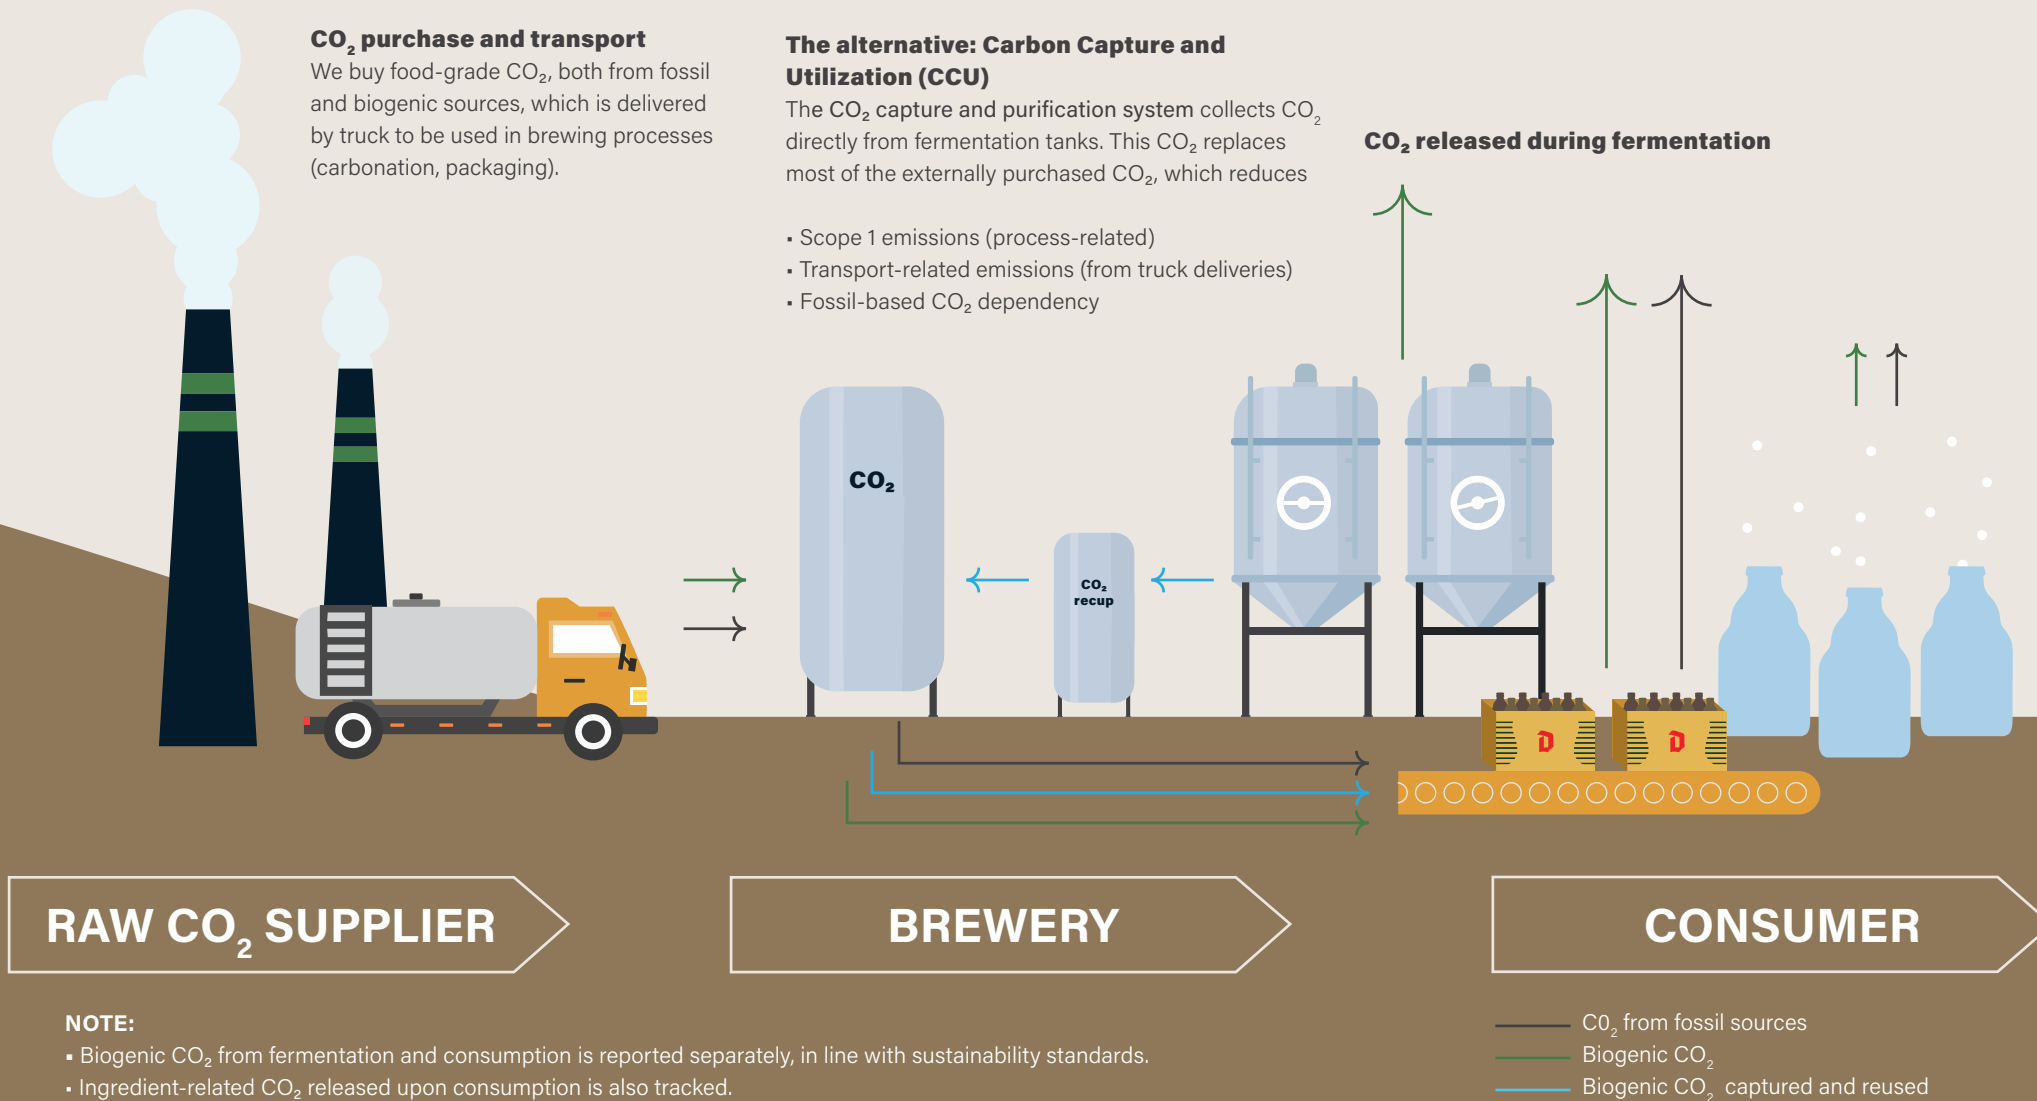 CO₂ purchase and transport
We buy food-grade CO₂, both from fossil
and biogenic sources, which is delivered
by truck to be used in brewing processes
(carbonation, packaging).
The alternative: Carbon Capture and
Utilization (CCU)
The CO₂ capture and purification system collects CO₂
directly from fermentation tanks. This CO₂ replaces
most of the externally purchased CO₂, which reduces
▪ Scope 1 emissions (process-related)
▪ Transport-related emissions (from truck deliveries)
▪ Fossil-based CO₂ dependency
CO₂ released during fermentation
CO₂
CO₂
recup
D
D
RAW CO₂ SUPPLIER
BREWERY
CONSUMER
NOTE:
▪ Biogenic CO₂ from fermentation and consumption is reported separately, in line with sustainability standards.
▪ Ingredient-related CO₂ released upon consumption is also tracked.
C0₂ from fossil sources
Biogenic CO₂
Biogenic CO₂ captured and reused